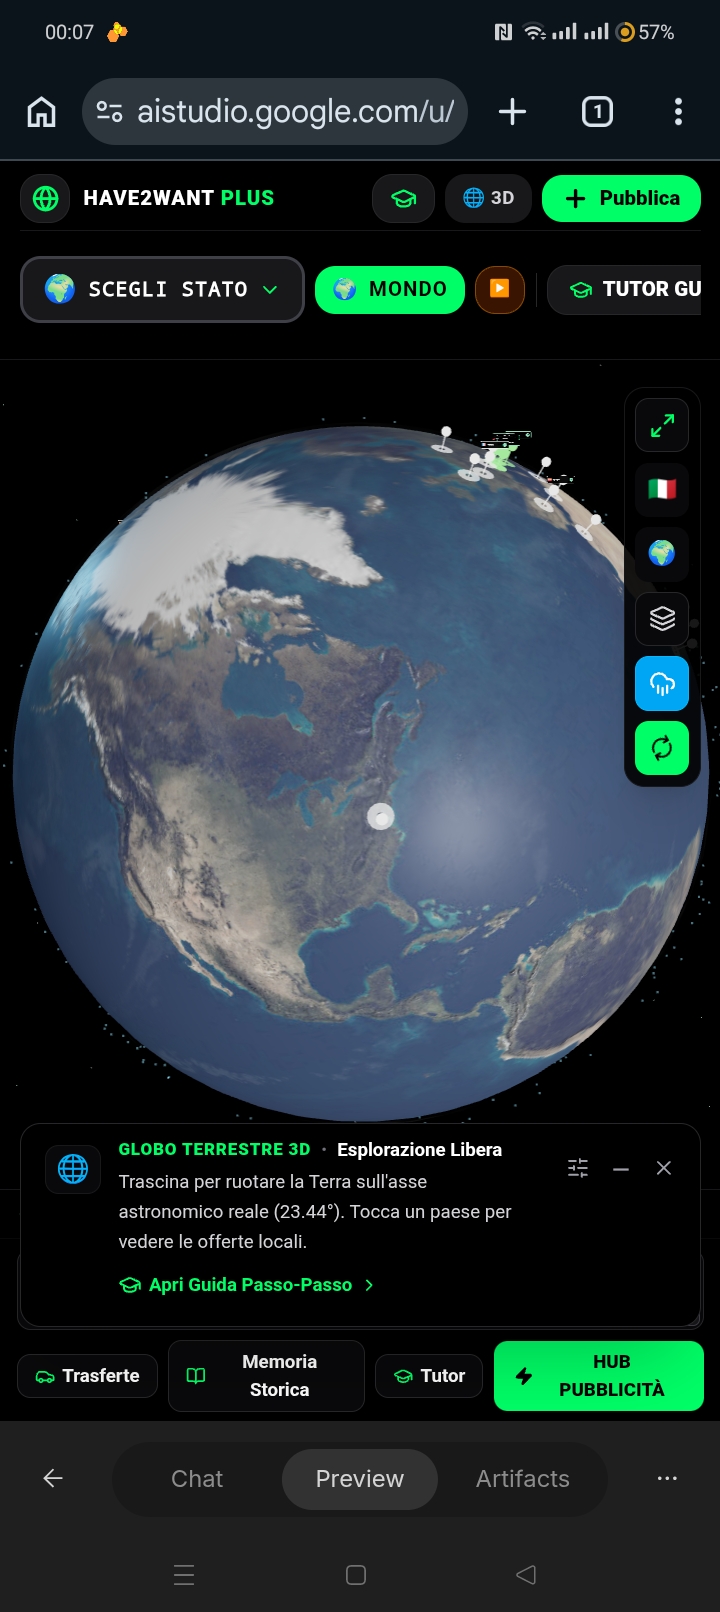 00:07
57%
aistudio.google.com/u/
1
HAVE2WANT PLUS
3D
Pubblica
SCEGLI STATO
MONDO
TUTOR GU
GLOBO TERRESTRE 3D · Esplorazione Libera
Trascina per ruotare la Terra sull'asse
astronomico reale (23.44°). Tocca un paese per
vedere le offerte locali.
Apri Guida Passo-Passo
Trasferte
Memoria
Storica
Tutor
HUB
PUBBLICITÀ
Chat
Preview
Artifacts